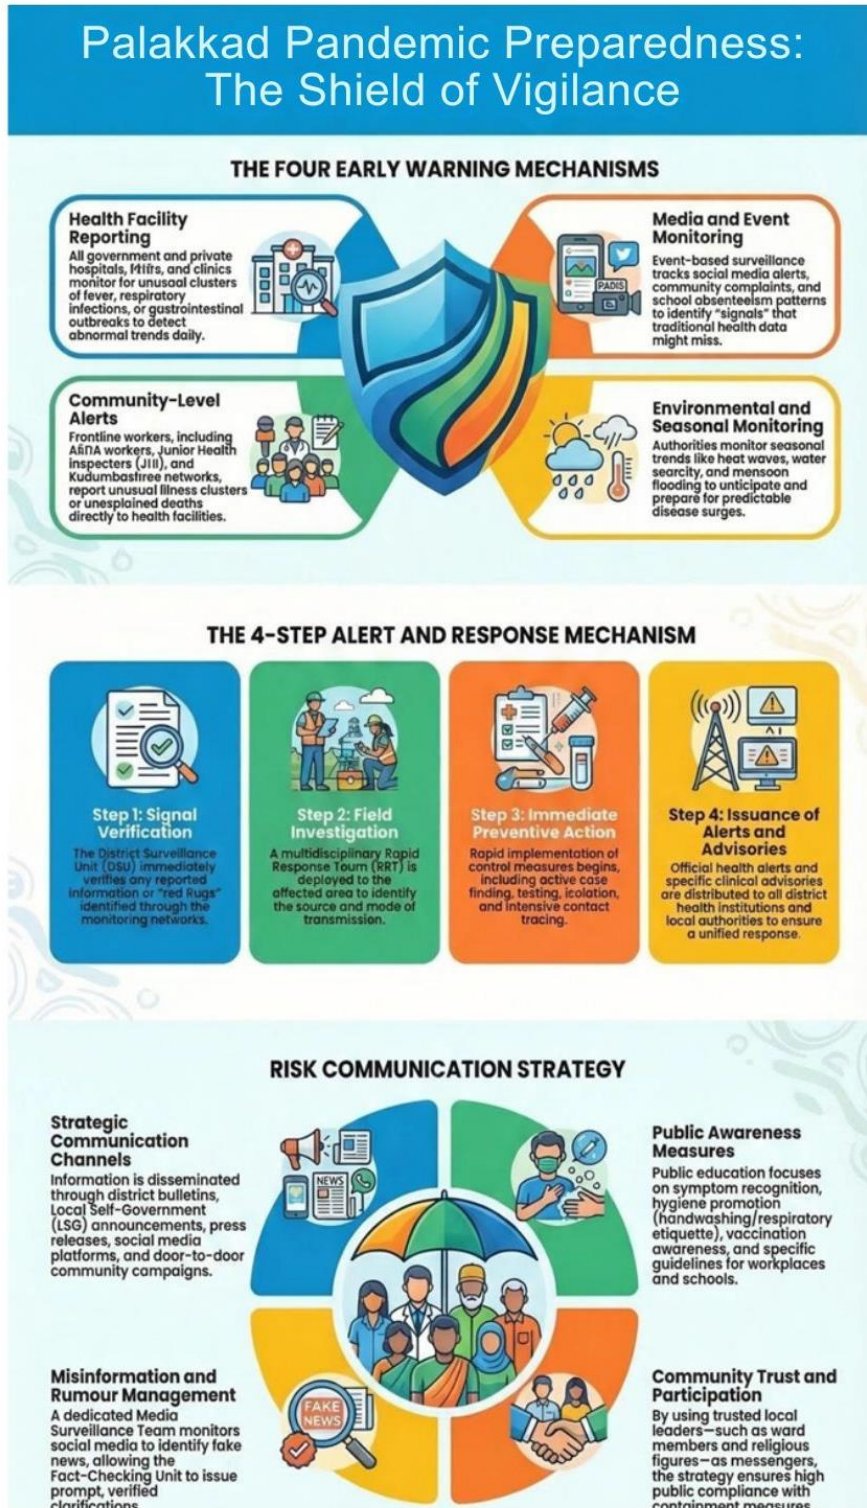 Palakkad Pandemic Preparedness:
The Shield of Vigilance
THE FOUR EARLY WARNING MECHANISMS
Health Facility
Reporting
All government and private
hospitals, and clinics
monitor for unusoal clusters
of fever, respiratory
infections, or gastrointestinal
outbreaks to detect
abnormal trends daily.
Media and Event
Monitoring
Event-based surveillance
tracks social media alerts,
community complaints, and
school absenteeism patterns
to identify "signals" that
traditional health data
might miss.
PADIS
Community-Level
Alerts
Frontline workers, including
workers, Junior Health
inspecters and
Kudumbastıree networks,
report unusual illness clusters
or unexplained deaths
directly to health facilities.
Environmental and
Seasonal Monitoring
Authorities monitor seasonal
trends like heat waves, water
searcity, and mensoon
flooding to unticipate and
prepare for predictable
disease surges.
THE 4-STEP ALERT AND RESPONSE MECHANISM
Step 1: Signal
Verification
The District Surveillance
Unit (DSU) immediately
verifies any reported
information or "red Rugs"
identified through the
monitoring networks.
Step 2: Field
Investigation
A multidisciplinary Rapid
Response Toum (RRT) is
deployed to the
affected area to identify
the source and mode of
transmission.
Step 3: Immediate
Preventive Action
Rapid implementation of
control measures begins,
including active case
finding, testing, icolation,
and intensive contact
tracing.
Step 4: Issuance of
Alerts and
Advisories
Official health alerts and
specific clinical advisories
are distributed to all district
health institutions and
local authorities to ensure
a unified response.
RISK COMMUNICATION STRATEGY
Strategic
Communication
Channels
Information is disseminated
through district bulletins,
Local Self-Government
(LSG) announcements, press
releases, social media
platforms, and door-to-door
community campaigns.
NEWS
Public Awareness
Measures
Public education focuses
on symptom recognition,
hygiene promotion
(handwashing/respiratory
etiquette), vaccination
awareness, and specific
guidelines for workplaces
and schools.
Misinformation and
Rumour Management
A dedicated Media
Surveillance Team monitors
social media to identify fake
news, allowing the
Fact-Checking Unit to issue
prompt, verified
clarifications
FAKE
NEWS
Community Trust and
Participation
By using trusted local
leaders—such as ward
members and religious
figures—as messengers,
the strategy ensures high
public compliance with
containment measures